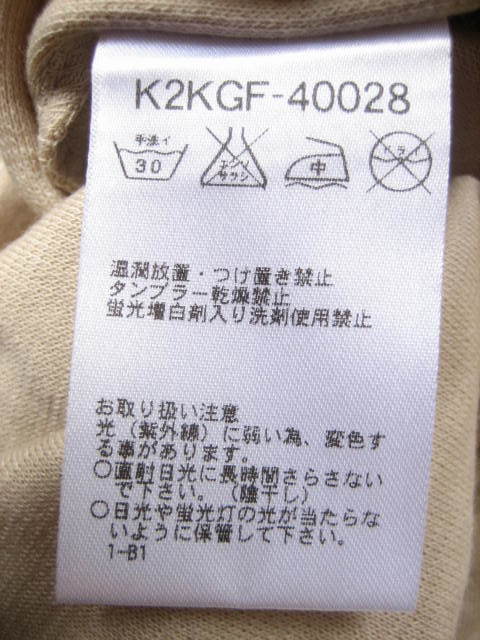 K2KGF-40028
手洗イ
30
エンソ
サラシ
中
ドライ
湿潤放置・つけ置き禁止
タンブラー乾燥禁止
蛍光増白剤入り洗剤使用禁止
お取り扱い注意
光（紫外線）に弱い為、変色す
る事があります。
○直射日光に長時間さらさない
で下さい。（陰干し）
○日光や蛍光灯の光が当たらな
いように保管して下さい。
1-B1